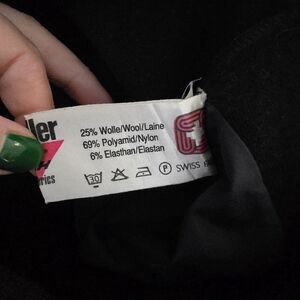 ller
25% Wolle/Wool/Laine
69% Polyamid/Nylon
6% Elasthan/Elastan
rics
30
P
SWISS